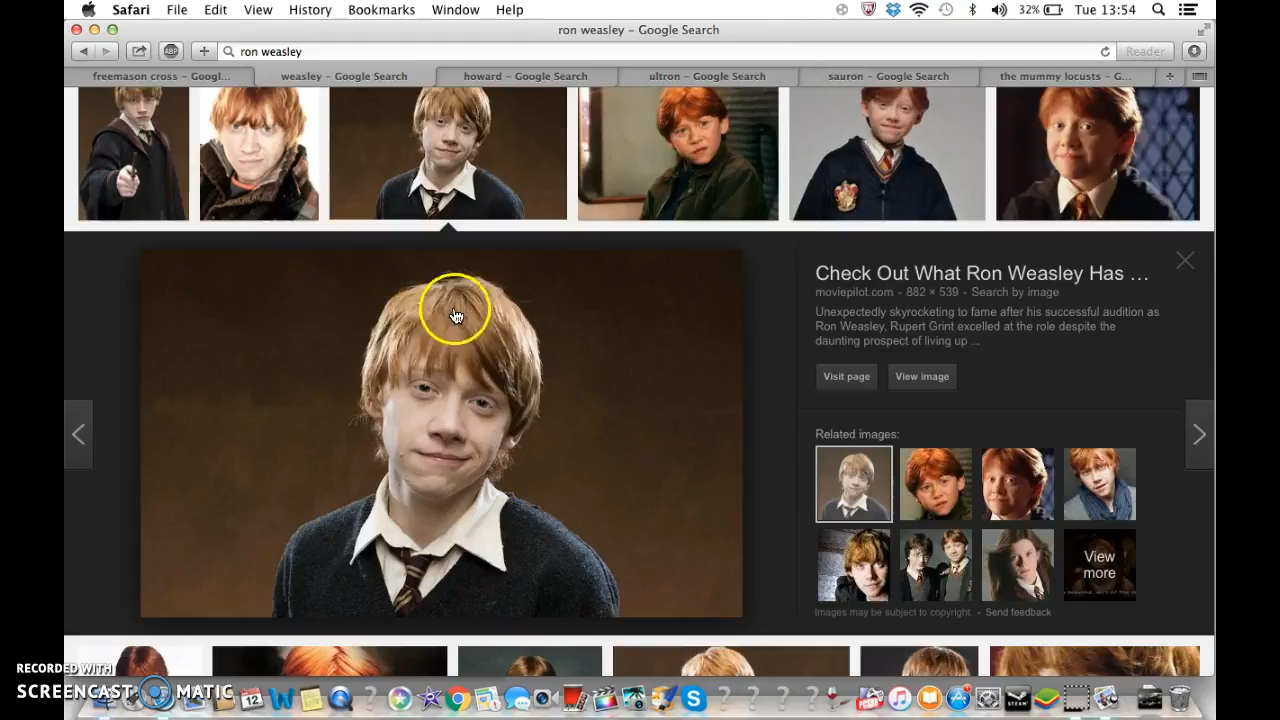 Safari File Edit View History Bookmarks Window Help 32% Tue 13:54
ron weasley – Google Search
ABP + ron weasley Reader
freemason cross – Googl... weasley – Google Search howard – Google Search ultron – Google Search sauron – Google Search the mummy locusts – G... +
Check Out What Ron Weasley Has ...
moviepilot.com - 882 × 539 - Search by image
Unexpectedly skyrocketing to fame after his successful audition as
Ron Weasley, Rupert Grint excelled at the role despite the
daunting prospect of living up ...
Visit page View image
Related images:
View
more
Images may be subject to copyright. - Send feedback
RECORDED WITH
SCREENCAST MATIC